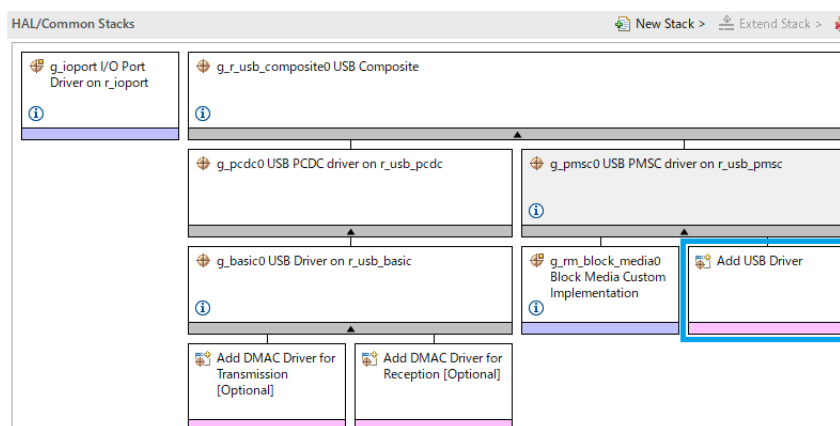 HAL/Common Stacks
New Stack >
Extend Stack >
g_ioport I/O Port
Driver on r_ioport
g_r_usb_composite0 USB Composite
g_pcdc0 USB PCDC driver on r_usb_pcdc
g_pmsc0 USB PMSC driver on r_usb_pmsc
g_basic0 USB Driver on r_usb_basic
g_rm_block_media0
Block Media Custom
Implementation
Add USB Driver
Add DMAC Driver for
Transmission
[Optional]
Add DMAC Driver for
Reception [Optional]